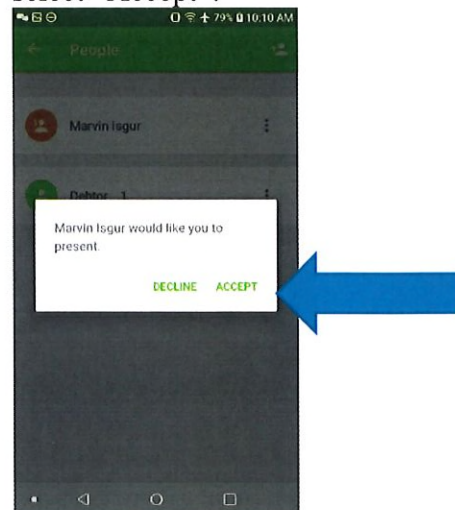 Select "Accept".
79% 10:10 AM
People
Marvin Isgur
Debtor 1
Marvin Isgur would like you to
present.
DECLINE ACCEPT